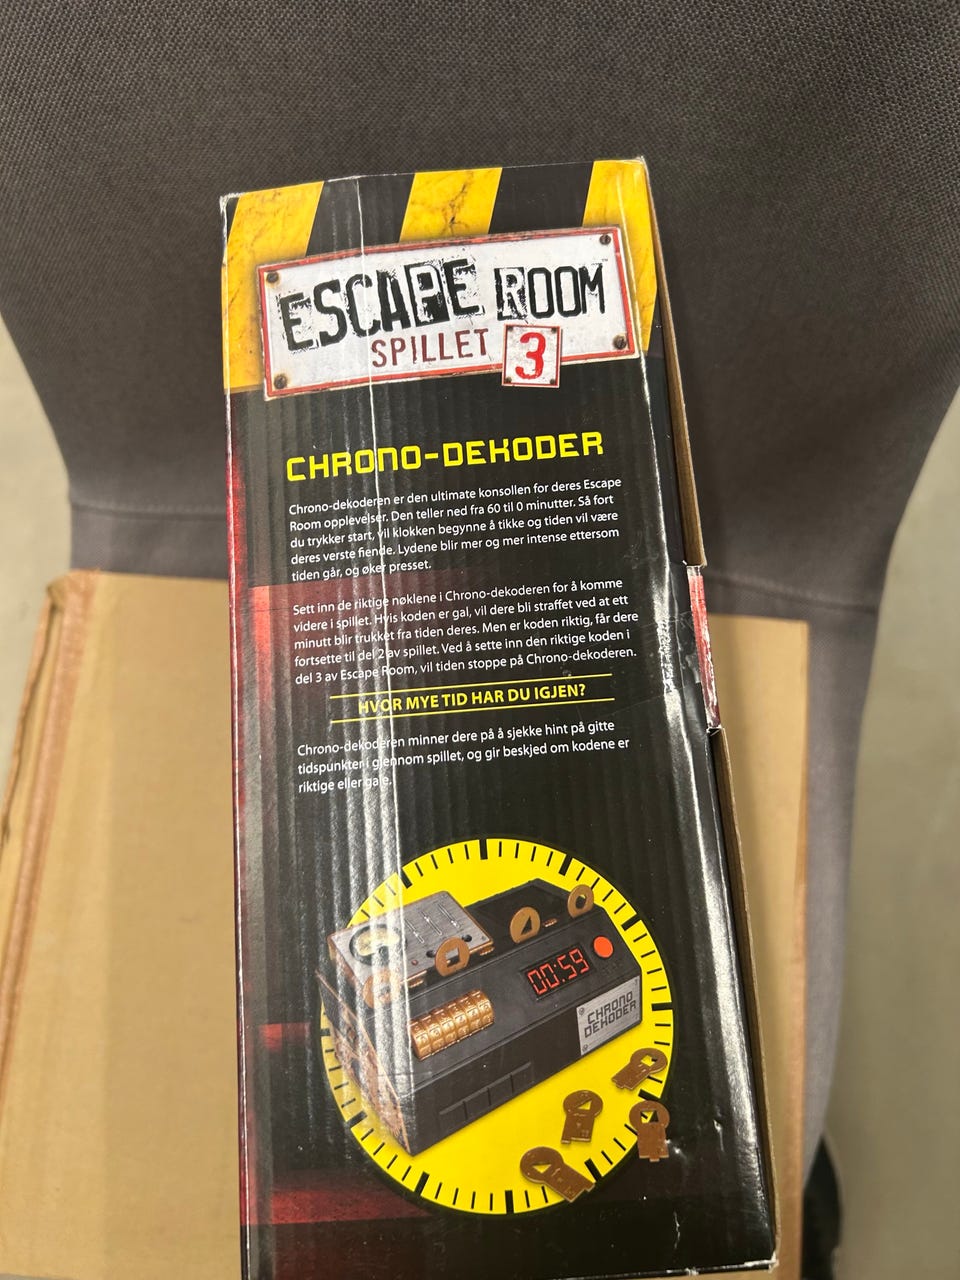 ESCAPE ROOM
SPILLET 3
CHRONO-DEKODER
Chrono-dekoderen er den ultimate konsollen for deres Escape
Room opplevelser. Den teller ned fra 60 til 0 minutter. Så fort
du trykker start, vil klokken begynne å tikke og tiden vil være
deres verste fiende. Lydene blir mer og mer intense ettersom
tiden går, og øker presset.
Sett inn de riktige nøklene i Chrono-dekoderen for å komme
videre i spillet. Hvis koden er gal, vil dere bli straffet ved at ett
minutt blir trukket fra tiden deres. Men er koden riktig, får dere
fortsette til del 2 av spillet. Ved å sette inn den riktige koden i
del 3 av Escape Room, vil tiden stoppe på Chrono-dekoderen.
HVOR MYE TID HAR DU IGJEN?
Chrono-dekoderen minner dere på å sjekke hint på gitte
tidspunkter i gjennom spillet, og gir beskjed om kodene er
riktige eller gale.
00:59
CHRONO
DEKODER